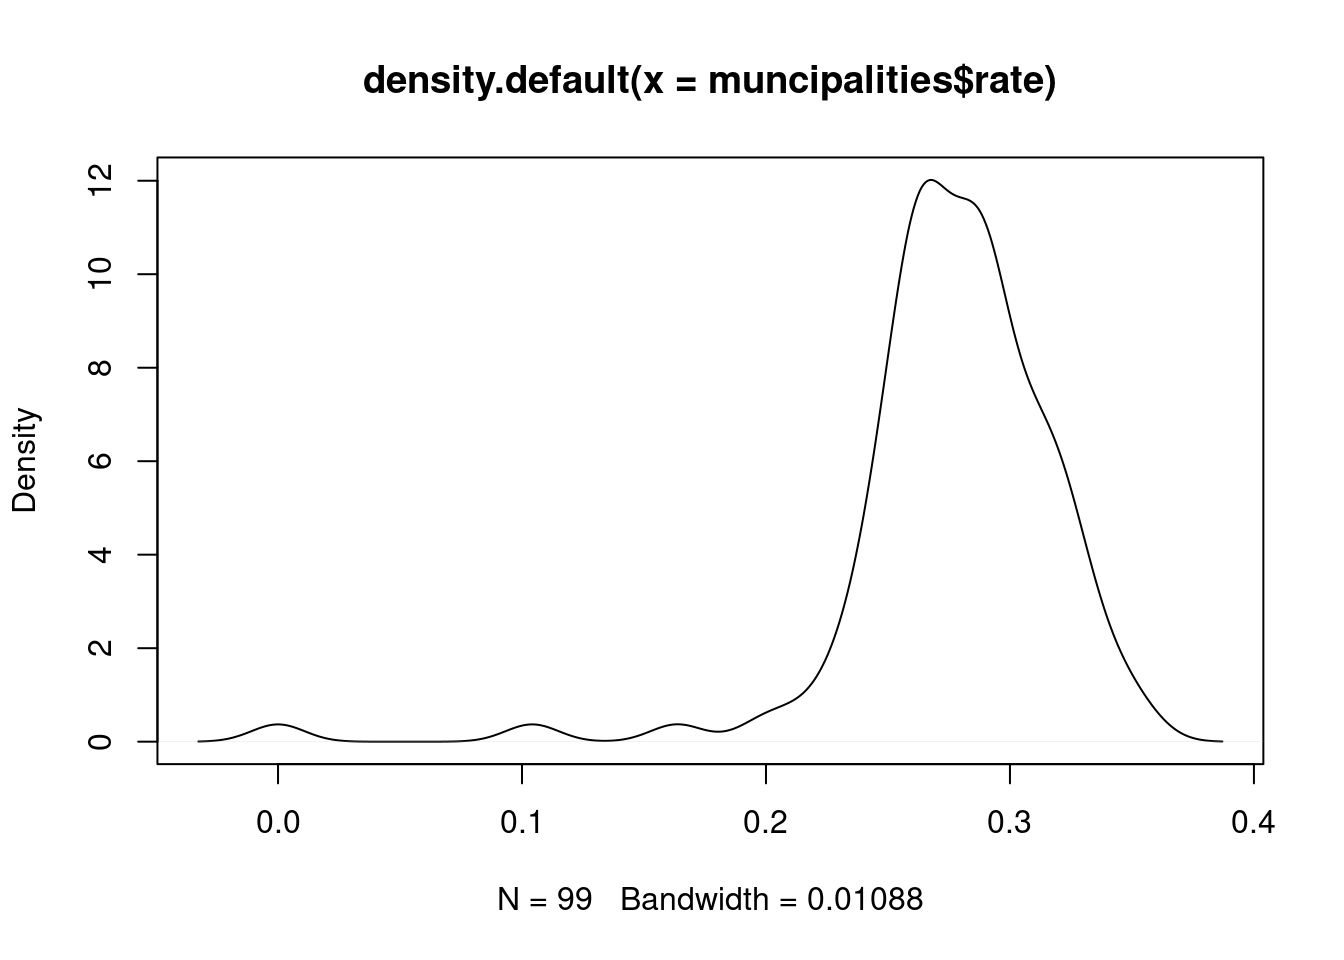 density.default(x = muncipalities$rate)
Density
12
10
8
6
4
2
0
0.0 0.1 0.2 0.3 0.4
N = 99 Bandwidth = 0.01088